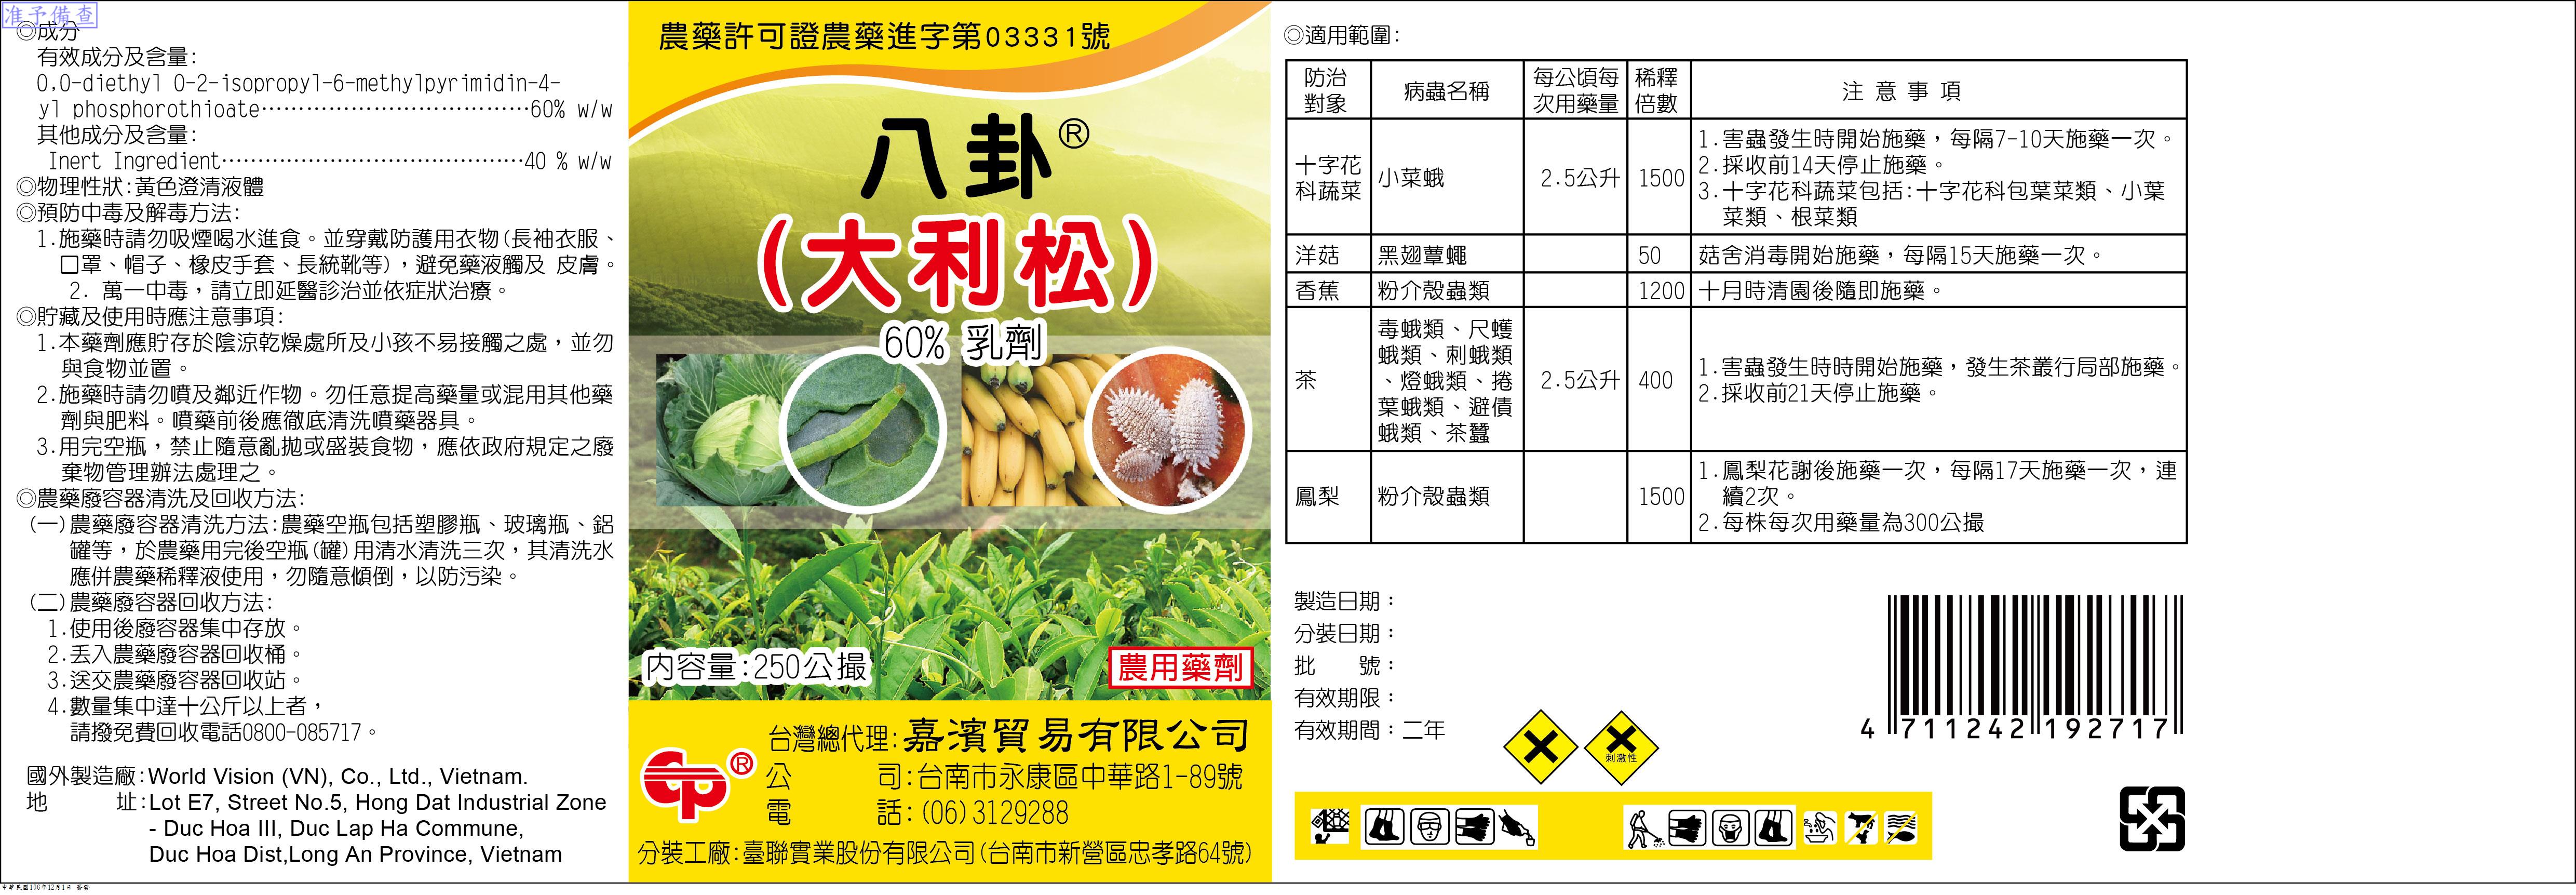 准予備查
◎成分
有效成分及含量:
O,O-diethyl O-2-isopropyl-6-methylpyrimidin-4-
yl phosphorothioate………………………………60% w/w
其他成分及含量:
Inert Ingredient……………………………………40 % w/w
◎物理性狀:黃色澄清液體
◎預防中毒及解毒方法:
1.施藥時請勿吸煙喝水進食。並穿戴防護用衣物(長袖衣服、
口罩、帽子、橡皮手套、長統靴等),避免藥液觸及 皮膚。
2. 萬一中毒,請立即延醫診治並依症狀治療。
◎貯藏及使用時應注意事項:
1.本藥劑應貯存於陰涼乾燥處所及小孩不易接觸之處,並勿
與食物並置。
2.施藥時請勿噴及鄰近作物。勿任意提高藥量或混用其他藥
劑與肥料。噴藥前後應徹底清洗噴藥器具。
3.用完空瓶,禁止隨意亂拋或盛裝食物,應依政府規定之廢
棄物管理辦法處理之。
◎農藥廢容器清洗及回收方法:
(一)農藥廢容器清洗方法:農藥空瓶包括塑膠瓶、玻璃瓶、鋁
罐等,於農藥用完後空瓶(罐)用清水清洗三次,其清洗水
應併農藥稀釋液使用,勿隨意傾倒,以防污染。
(二)農藥廢容器回收方法:
1.使用後廢容器集中存放。
2.丟入農藥廢容器回收桶。
3.送交農藥廢容器回收站。
4.數量集中達十公斤以上者,
請撥免費回收電話0800-085717。
國外製造廠:World Vision (VN), Co., Ltd., Vietnam.
地 址:Lot E7, Street No.5, Hong Dat Industrial Zone
- Duc Hoa III, Duc Lap Ha Commune,
Duc Hoa Dist,Long An Province, Vietnam
中華民國106年12月1日 簽發
農藥許可證農藥進字第03331號
八卦®
(大利松)
60% 乳劑
內容量:250公撮
農用藥劑
台灣總代理:嘉濱貿易有限公司
CP®
公 司:台南市永康區中華路1-89號
電 話:(06)3129288
分裝工廠:臺聯實業股份有限公司(台南市新營區忠孝路64號)
◎適用範圍:
防治
對象
病蟲名稱
每公頃每
次用藥量
稀釋
倍數
注 意 事 項
十字花
科蔬菜
小菜蛾
2.5公升
1500
1.害蟲發生時開始施藥,每隔7-10天施藥一次。
2.採收前14天停止施藥。
3.十字花科蔬菜包括:十字花科包葉菜類、小葉
菜類、根菜類
洋菇
黑翅蕈蠅
50
菇舍消毒開始施藥,每隔15天施藥一次。
香蕉
粉介殼蟲類
1200
十月時清園後隨即施藥。
茶
毒蛾類、尺蠖
蛾類、刺蛾類
、燈蛾類、捲
葉蛾類、避債
蛾類、茶蠶
2.5公升
400
1.害蟲發生時時開始施藥,發生茶叢行局部施藥。
2.採收前21天停止施藥。
鳳梨
粉介殼蟲類
1500
1.鳳梨花謝後施藥一次,每隔17天施藥一次,連
續2次。
2.每株每次用藥量為300公撮
製造日期:
分裝日期:
批 號:
有效期限:
有效期間:二年
刺激性
4 711242 192717